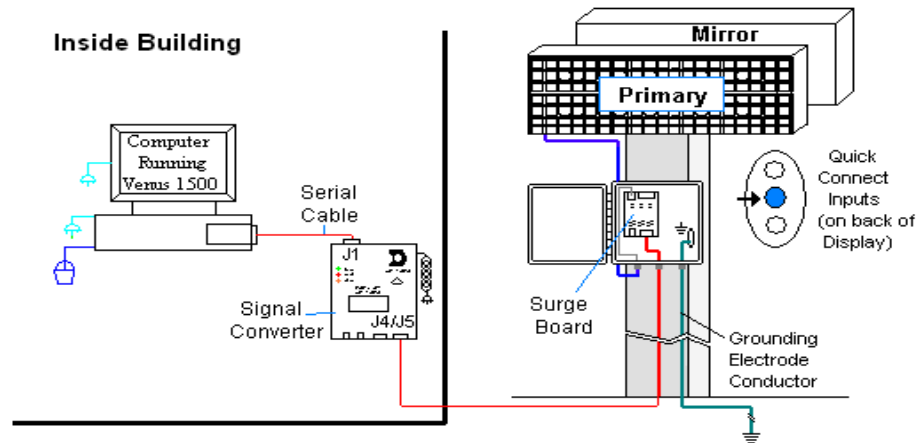 Inside Building
Computer
Running
Venus 1500
Serial
Cable
J1
Signal
Converter
J4/J5
Mirror
Primary
Quick
Connect
Inputs
(on back of
Display)
Surge
Board
Grounding
Electrode
Conductor